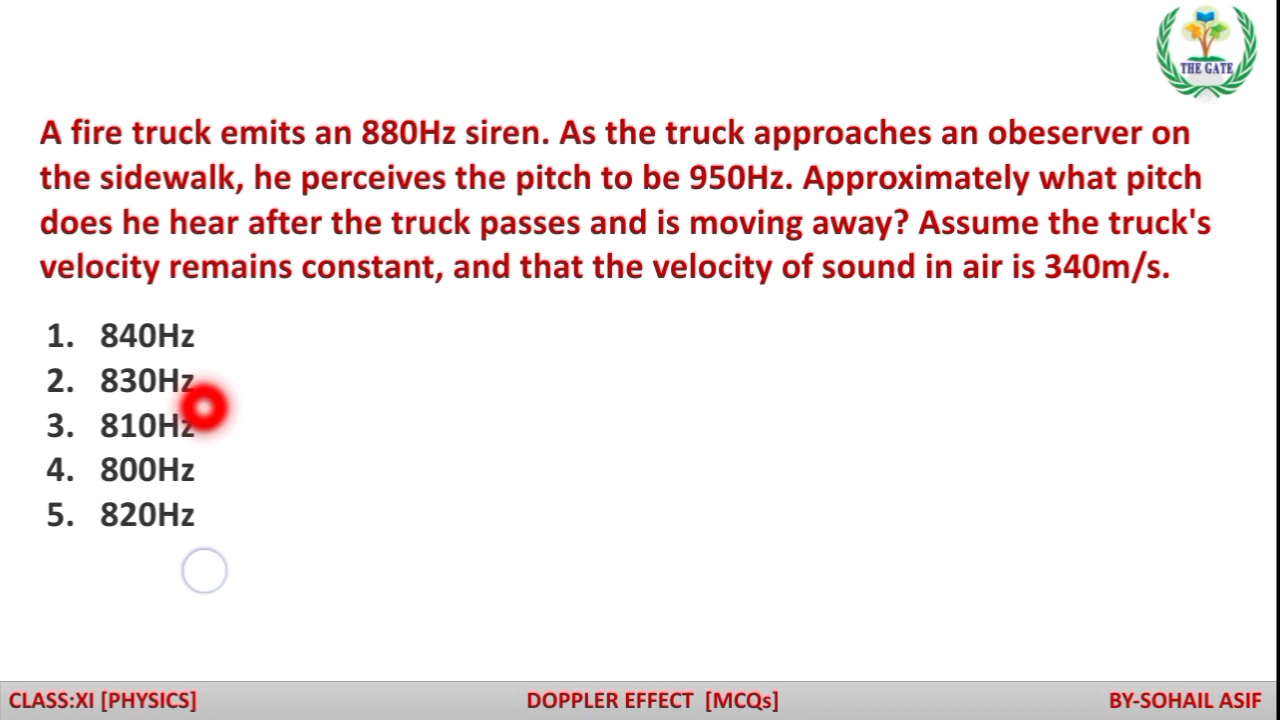 THE GATE
A fire truck emits an 880Hz siren. As the truck approaches an obeserver on
the sidewalk, he perceives the pitch to be 950Hz. Approximately what pitch
does he hear after the truck passes and is moving away? Assume the truck's
velocity remains constant, and that the velocity of sound in air is 340m/s.
1. 840Hz
2. 830Hz
3. 810Hz
4. 800Hz
5. 820Hz
CLASS:XI [PHYSICS] DOPPLER EFFECT [MCQs] BY-SOHAIL ASIF